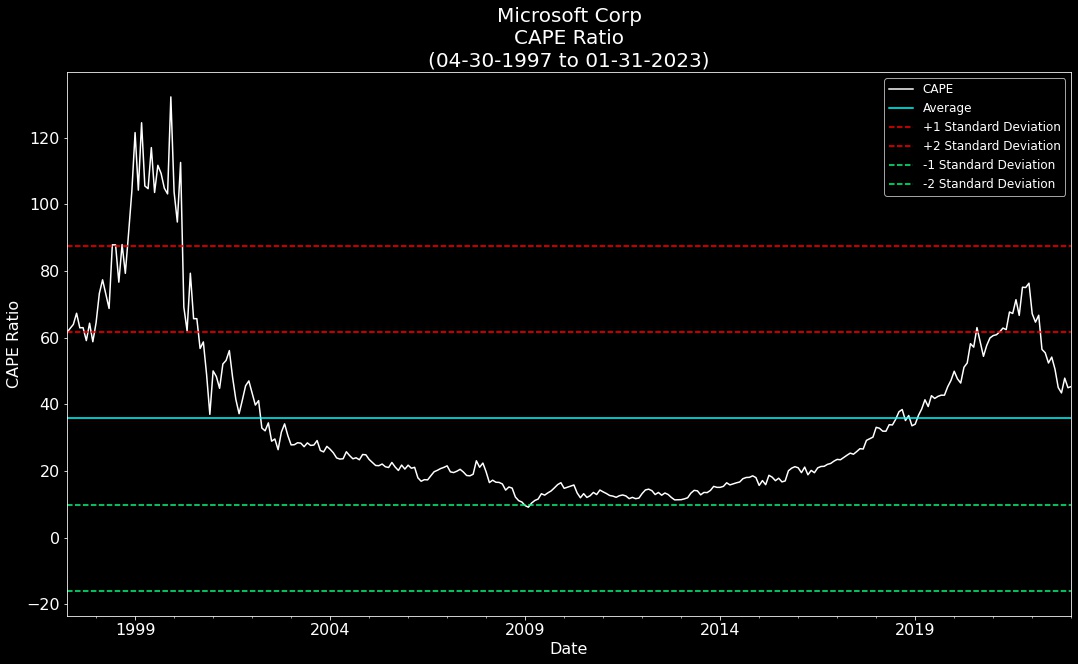 Microsoft Corp
CAPE Ratio
(04-30-1997 to 01-31-2023)
CAPE
Average
+1 Standard Deviation
+2 Standard Deviation
-1 Standard Deviation
-2 Standard Deviation
CAPE Ratio
120
100
80
60
40
20
0
−20
1999
2004
2009
2014
2019
Date